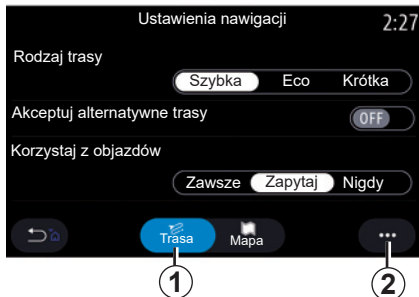 Ustawienia nawigacji 2:27
Rodzaj trasy
Szybka Eco Krótka
Akceptuj alternatywne trasy OFF
Korzystaj z objazdów
Zawsze Zapytaj Nigdy
Trasa Mapa
1 2